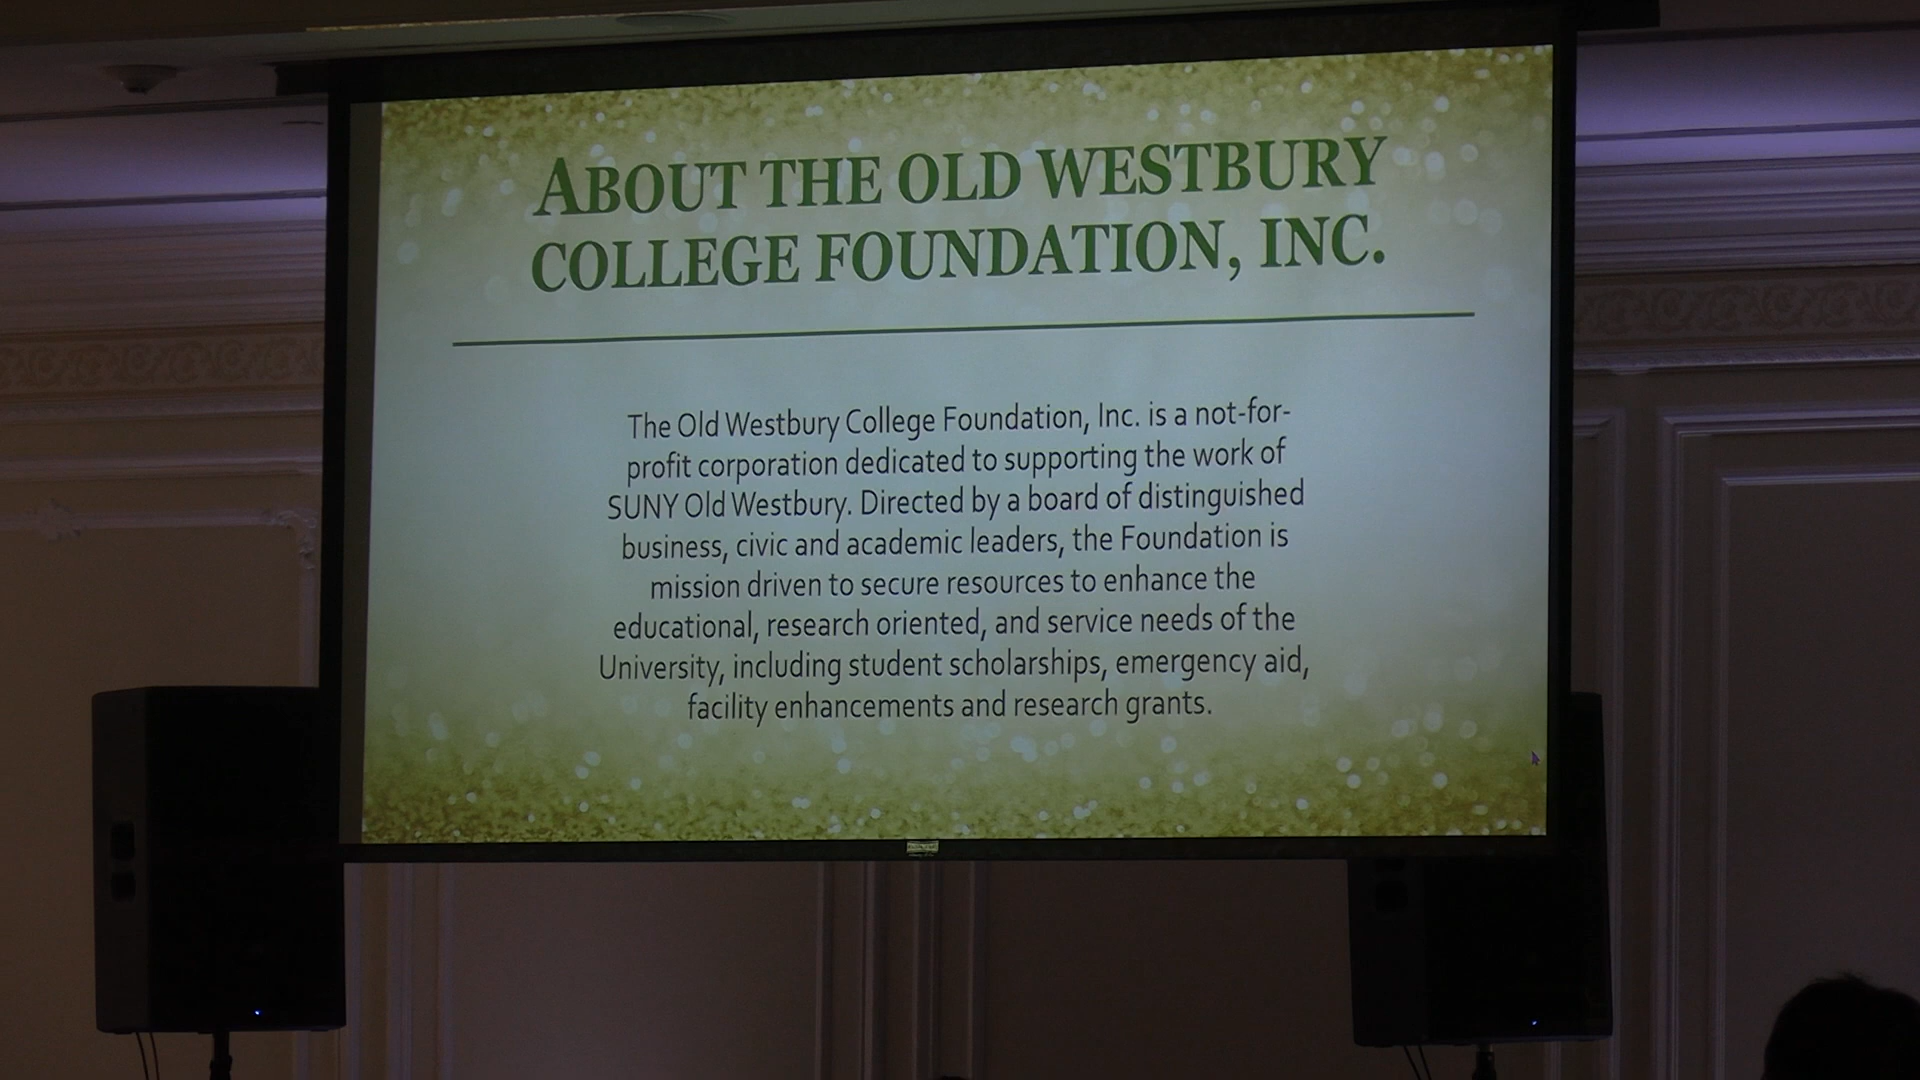 ABOUT THE OLD WESTBURY
COLLEGE FOUNDATION, INC.
The Old Westbury College Foundation, Inc. is a not-for-
profit corporation dedicated to supporting the work of
SUNY Old Westbury. Directed by a board of distinguished
business, civic and academic leaders, the Foundation is
mission driven to secure resources to enhance the
educational, research oriented, and service needs of the
University, including student scholarships, emergency aid,
facility enhancements and research grants.